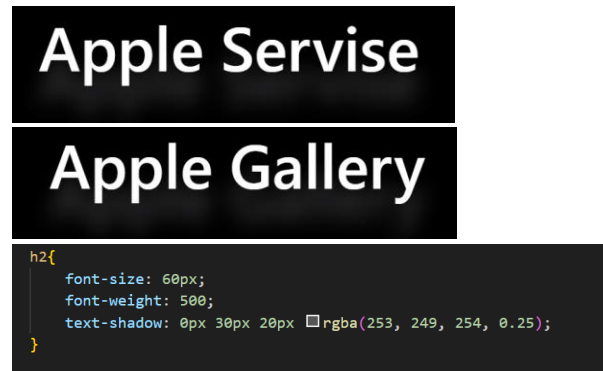 Apple Servise
Apple Gallery
h2{
font-size: 60px;
font-weight: 500;
text-shadow: 0px 30px 20px rgba(253, 249, 254, 0.25);
}